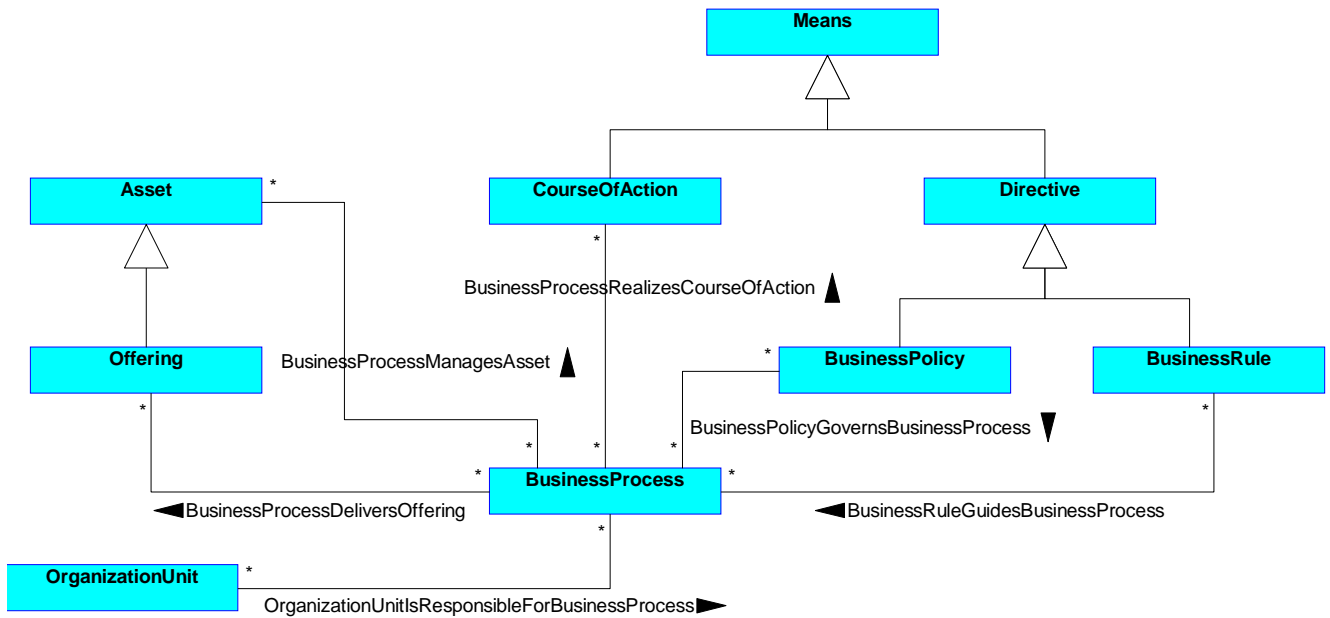 Means
Asset
*
CourseOfAction
Directive
*
BusinessProcessRealizesCourseOfAction
Offering
BusinessProcessManagesAsset
*
BusinessPolicy
BusinessRule
*
*
BusinessPolicyGovernsBusinessProcess
*
*
*
*
*
BusinessProcess
*
BusinessProcessDeliversOffering
BusinessRuleGuidesBusinessProcess
*
OrganizationUnit
*
OrganizationUnitIsResponsibleForBusinessProcess